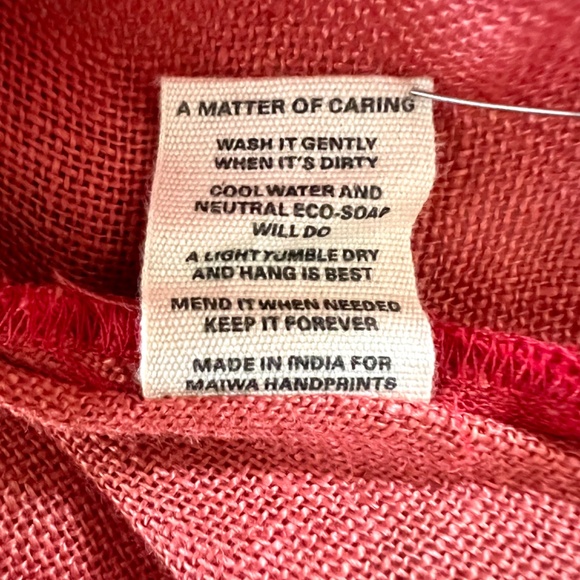 A MATTER OF CARING
WASH IT GENTLY
WHEN IT'S DIRTY
COOL WATER AND
NEUTRAL ECO-SOAP
WILL DO
A LIGHT TUMBLE DRY
AND HANG IS BEST
MEND IT WHEN NEEDED
KEEP IT FOREVER
MADE IN INDIA FOR
MAIWA HANDPRINTS